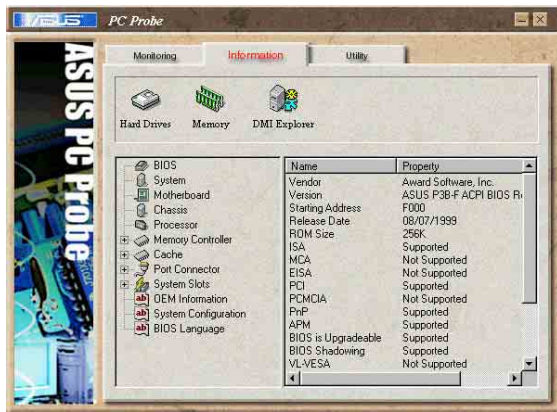 ASUS
PC Probe
ASUS PC Probe
Monitoring
Information
Utility
Hard Drives
Memory
DMI Explorer
BIOS
System
Motherboard
Chassis
Processor
Memory Controller
Cache
Port Connector
System Slots
OEM Information
System Configuration
BIOS Language
Name Property
Vendor Award Software, Inc.
Version ASUS P3B-F ACPI BIOS R
Starting Address F000
Release Date 08/07/1999
ROM Size 256K
ISA Supported
MCA Not Supported
EISA Not Supported
PCI Supported
PCMCIA Not Supported
PnP Supported
APM Supported
BIOS is Upgradeable Supported
BIOS Shadowing Supported
VL-VESA Not Supported